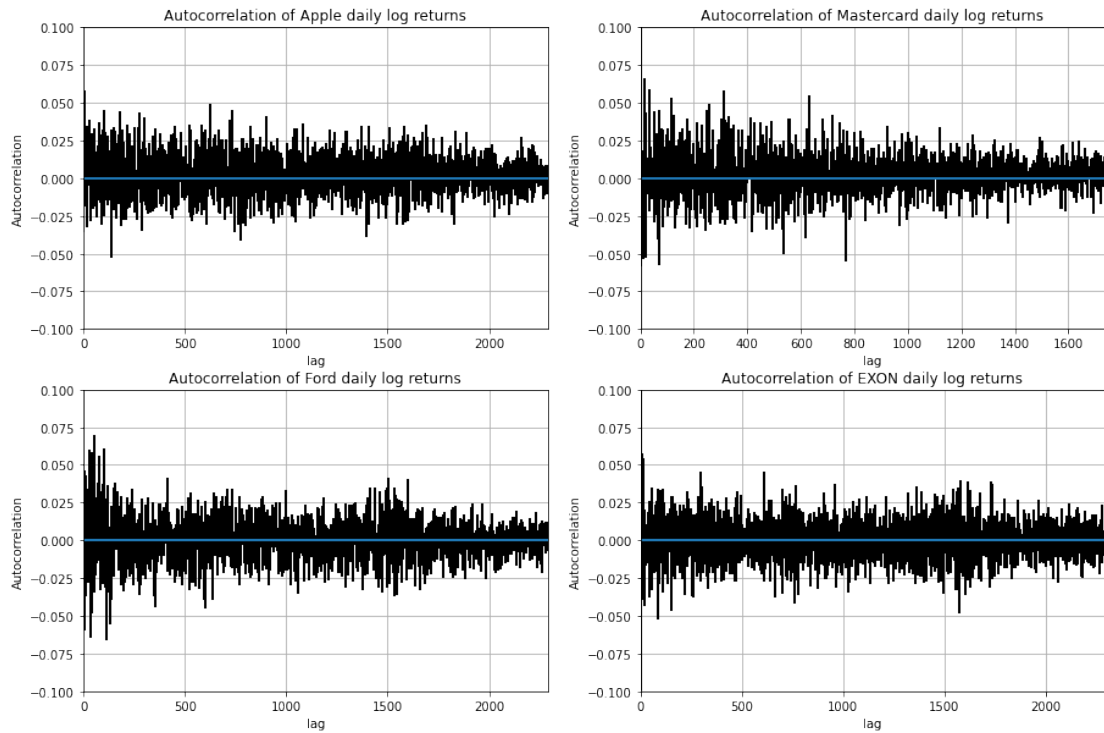 Autocorrelation of Apple daily log returns
Autocorrelation
0.100
0.075
0.050
0.025
0.000
−0.025
−0.050
−0.075
−0.100
0 500 1000 1500 2000
lag
Autocorrelation of Mastercard daily log returns
Autocorrelation
0.100
0.075
0.050
0.025
0.000
−0.025
−0.050
−0.075
−0.100
0 200 400 600 800 1000 1200 1400 1600
lag
Autocorrelation of Ford daily log returns
Autocorrelation
0.100
0.075
0.050
0.025
0.000
−0.025
−0.050
−0.075
−0.100
0 500 1000 1500 2000
lag
Autocorrelation of EXON daily log returns
Autocorrelation
0.100
0.075
0.050
0.025
0.000
−0.025
−0.050
−0.075
−0.100
0 500 1000 1500 2000
lag